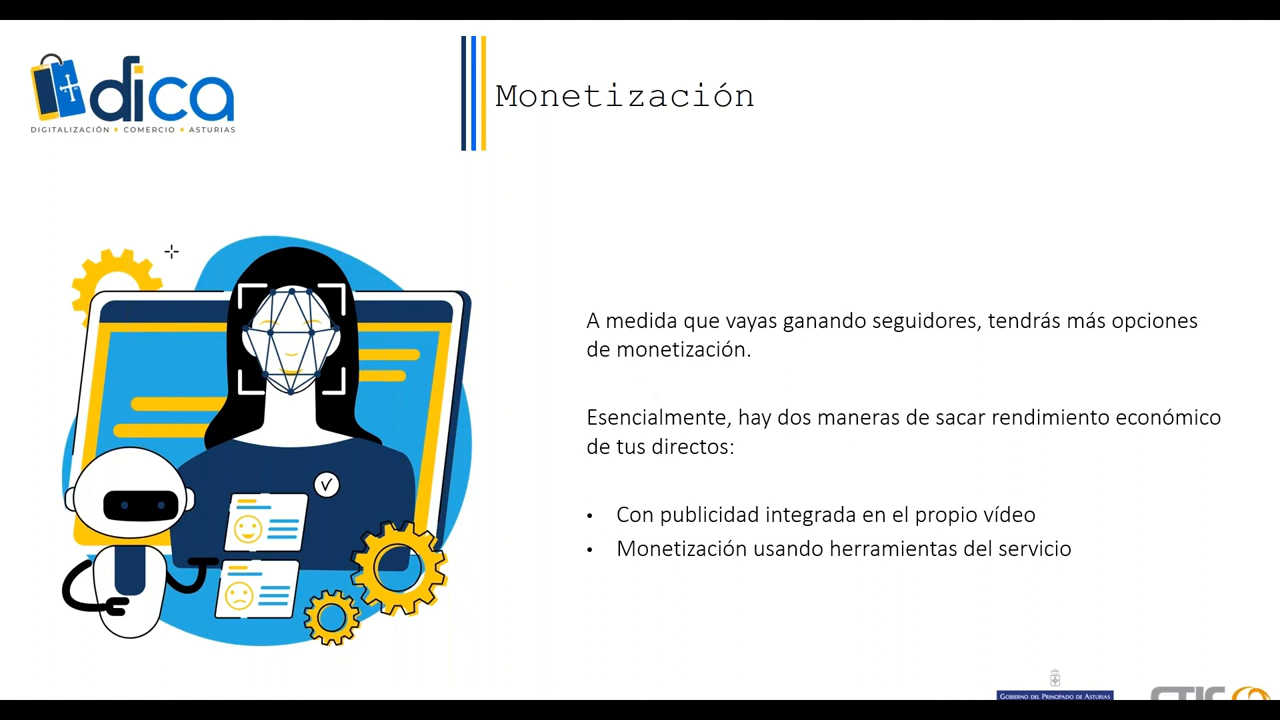 dica
DIGITALIZACIÓN • COMERCIO • ASTURIAS
Monetización
A medida que vayas ganando seguidores, tendrás más opciones
de monetización.
Esencialmente, hay dos maneras de sacar rendimiento económico
de tus directos:
• Con publicidad integrada en el propio vídeo
• Monetización usando herramientas del servicio
GOBIERNO DEL PRINCIPADO DE ASTURIAS